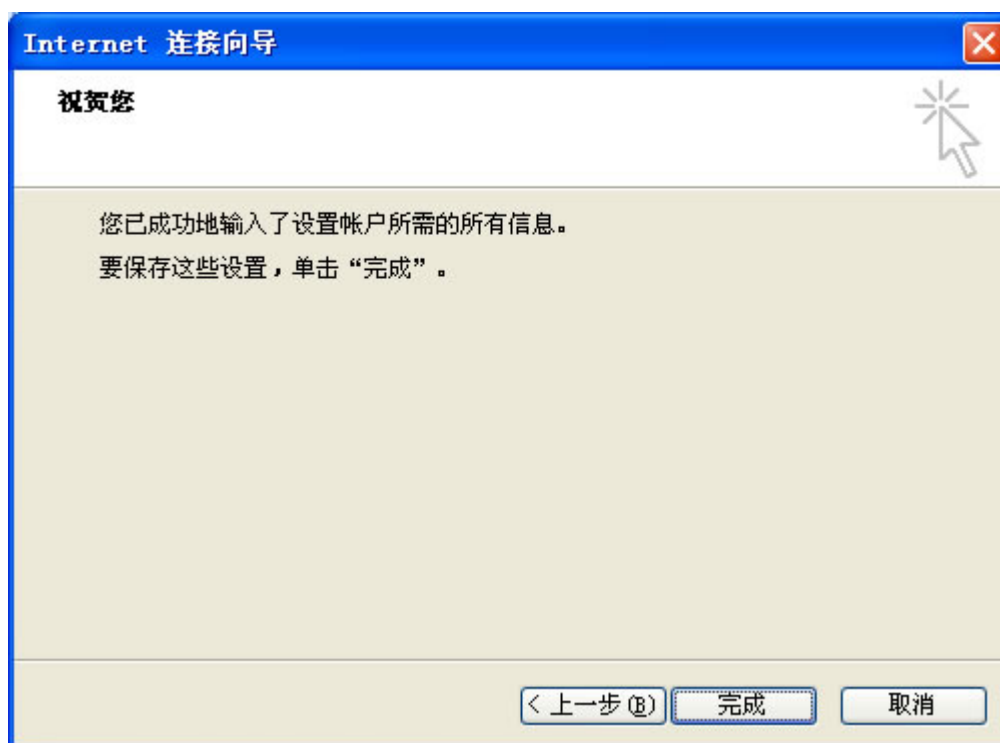 Internet 连接向导
祝贺您
您已成功地输入了设置帐户所需的所有信息。
要保存这些设置，单击“完成”。
< 上一步(B)
完成
取消